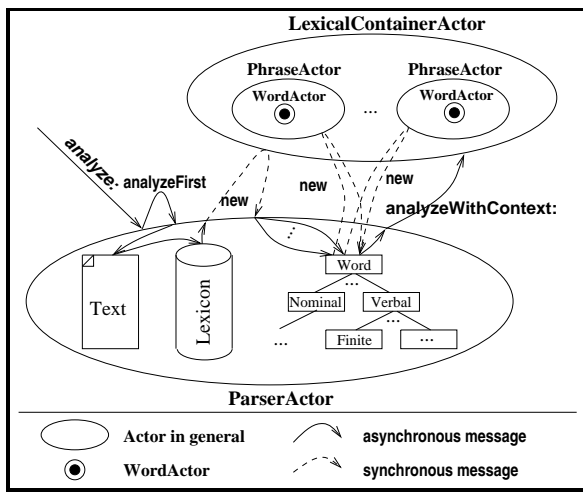 LexicalContainerActor
PhraseActor PhraseActor
WordActor WordActor
...
analyze: analyzeFirst
new new new
analyzeWithContext:
...
Text
Lexicon
Word
...
Nominal Verbal
... ...
Finite ...
ParserActor
Actor in general asynchronous message
WordActor synchronous message